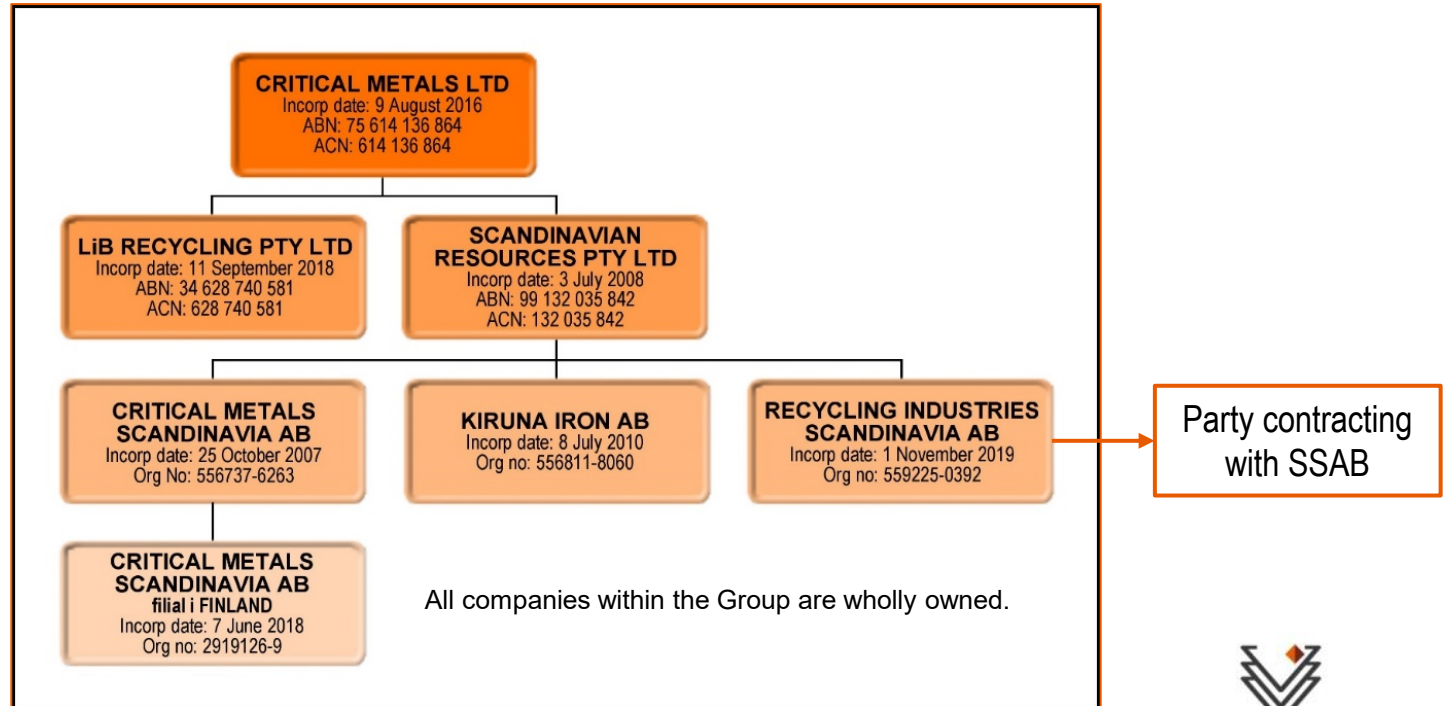 CRITICAL METALS LTD
Incorp date: 9 August 2016
ABN: 75 614 136 864
ACN: 614 136 864
LiB RECYCLING PTY LTD
Incorp date: 11 September 2018
ABN: 34 628 740 581
ACN: 628 740 581
SCANDINAVIAN
RESOURCES PTY LTD
Incorp date: 3 July 2008
ABN: 99 132 035 842
ACN: 132 035 842
CRITICAL METALS
SCANDINAVIA AB
Incorp date: 25 October 2007
Org No: 556737-6263
KIRUNA IRON AB
Incorp date: 8 July 2010
Org no: 556811-8060
RECYCLING INDUSTRIES
SCANDINAVIA AB
Incorp date: 1 November 2019
Org no: 559225-0392
Party contracting
with SSAB
CRITICAL METALS
SCANDINAVIA AB
filial i FINLAND
Incorp date: 7 June 2018
Org no: 2919126-9
All companies within the Group are wholly owned.